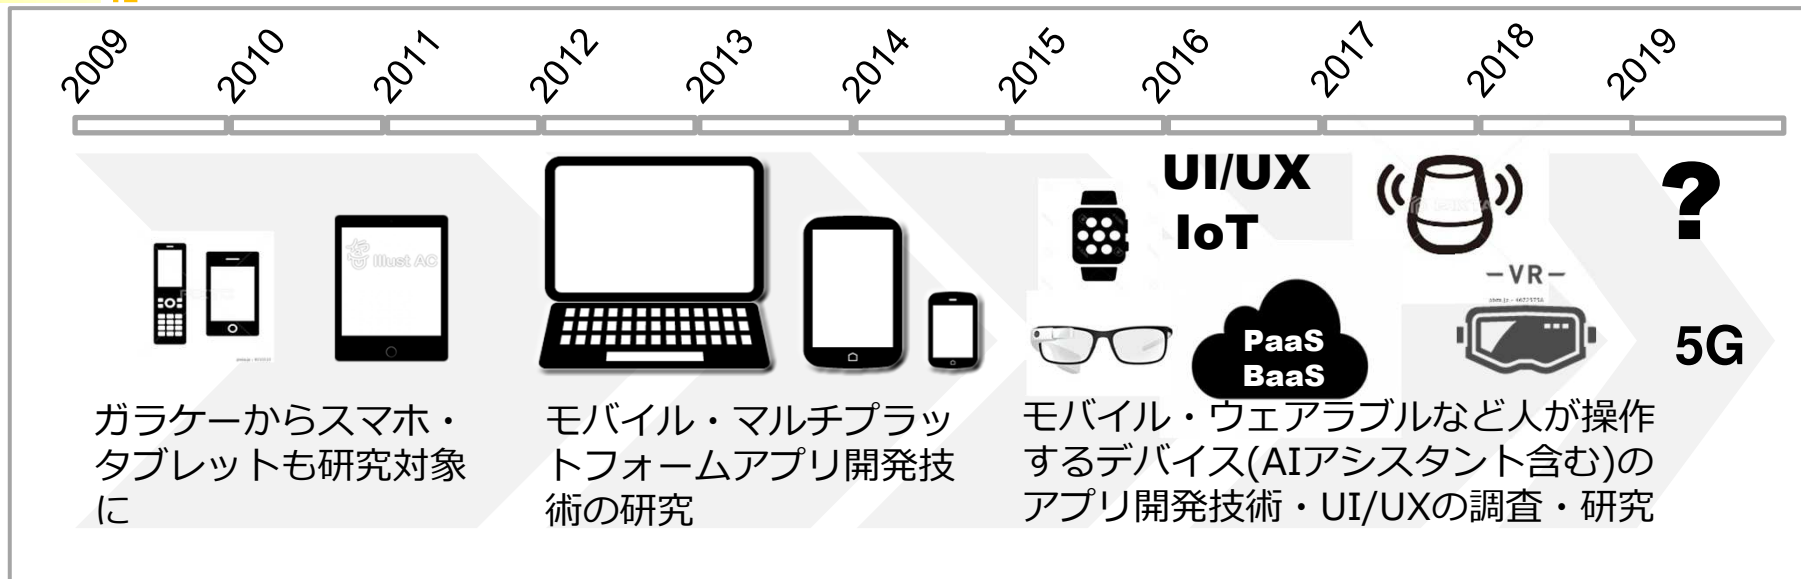 2009
2010
2011
2012
2013
2014
2015
2016
2017
2018
2019
Illust AC
UI/UX
IoT
PaaS
BaaS
-VR-
?
5G
ガラケーからスマホ・
タブレットも研究対象
に
モバイル・マルチプラッ
トフォームアプリ開発技
術の研究
モバイル・ウェアラブルなど人が操作
するデバイス(AIアシスタント含む)の
アプリ開発技術・UI/UXの調査・研究